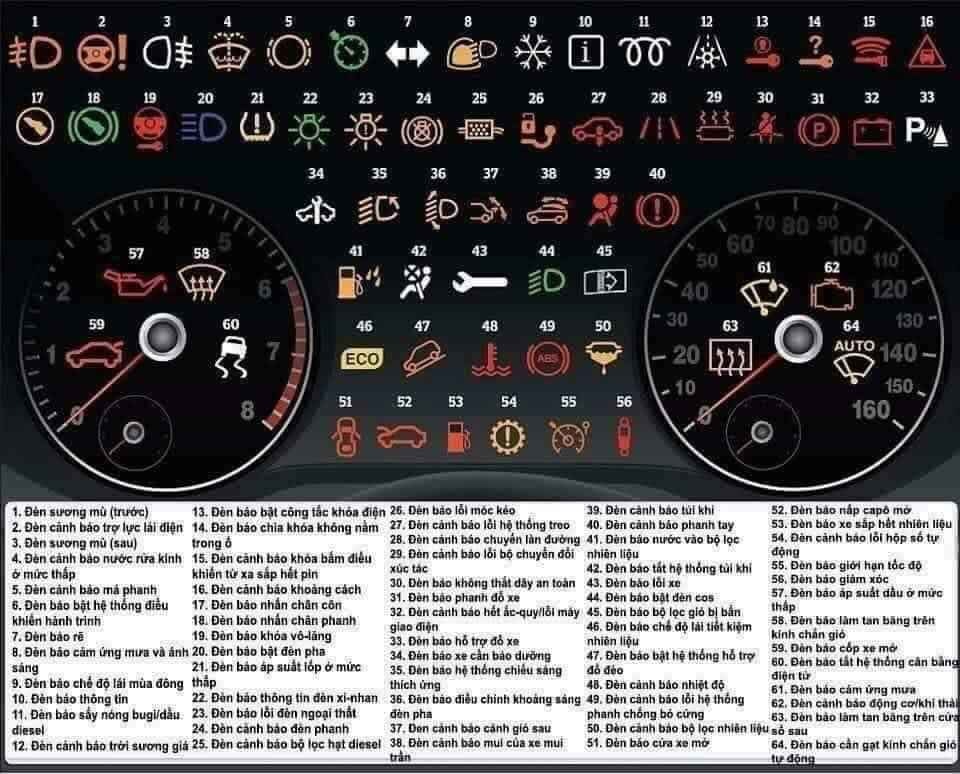 1 2 3 4 5 6 7 8 9 10 11 12 13 14 15 16
17 18 19 20 21 22 23 24 25 26 27 28 29 30 31 32 33
34 35 36 37 38 39 40
57 58
41 42 43 44 45
61 62
59 60
46 47 48 49 50
ECO
ABS
63 64
AUTO
51 52 53 54 55 56
0 1 2 3 4 5 6 7 8
0 10 20 30 40 50 60 70 80 90 100 110 120 130 140 150 160
1. Đèn sương mù (trước)
2. Đèn cảnh báo trợ lực lái điện
3. Đèn sương mù (sau)
4. Đèn cảnh báo nước rửa kính
ở mức thấp
5. Đèn cảnh báo má phanh
6. Đèn báo bật hệ thống điều
khiển hành trình
7. Đèn báo rẽ
8. Đèn báo cảm ứng mưa và ánh
sáng
9. Đèn báo chế độ lái mùa đông
10. Đèn báo thông tin
11. Đèn báo sấy nóng bugi/dầu
diesel
12. Đèn cảnh báo trời sương giá
13. Đèn báo bật công tắc khóa điện
14. Đèn báo chìa khóa không nằm
trong ổ
15. Đèn cảnh báo khóa bấm điều
khiển từ xa sắp hết pin
16. Đèn cảnh báo khoảng cách
17. Đèn báo nhấn chân côn
18. Đèn báo nhấn chân phanh
19. Đèn báo khóa vô-lăng
20. Đèn báo bật đèn pha
21. Đèn báo áp suất lốp ở mức
thấp
22. Đèn báo thông tin đèn xi-nhan
23. Đèn báo lỗi đèn ngoại thất
24. Đèn cảnh báo đèn phanh
25. Đèn cảnh báo bộ lọc hạt diesel
26. Đèn báo lỗi móc kéo
27. Đèn cảnh báo lỗi hệ thống treo
28. Đèn cảnh báo chuyển làn đường
29. Đèn cảnh báo lỗi bộ chuyển đổi
xúc tác
30. Đèn báo không thắt dây an toàn
31. Đèn báo phanh đỗ xe
32. Đèn cảnh báo hết ắc-quy/lỗi máy
giao điện
33. Đèn báo hỗ trợ đỗ xe
34. Đèn báo xe cần bảo dưỡng
35. Đèn báo hệ thống chiếu sáng
thích ứng
36. Đèn báo điều chỉnh khoảng sáng
đèn pha
37. Đèn cảnh báo cánh gió sau
38. Đèn cảnh báo mui của xe mui
trần
39. Đèn cảnh báo túi khí
40. Đèn cảnh báo phanh tay
41. Đèn báo nước vào bộ lọc
nhiên liệu
42. Đèn báo tắt hệ thống túi khí
43. Đèn báo lỗi xe
44. Đèn báo bật đèn cos
45. Đèn báo bộ lọc gió bị bẩn
46. Đèn báo chế độ lái tiết kiệm
nhiên liệu
47. Đèn báo bật hệ thống hỗ trợ
đổ đèo
48. Đèn cảnh báo nhiệt độ
49. Đèn cảnh báo lỗi hệ thống
phanh chống bó cứng
50. Đèn cảnh báo bộ lọc nhiên liệu
51. Đèn báo cửa xe mở
52. Đèn báo nắp capô mở
53. Đèn báo xe sắp hết nhiên liệu
54. Đèn cảnh báo lỗi hộp số tự
động
55. Đèn báo giới hạn tốc độ
56. Đèn báo giảm xóc
57. Đèn báo áp suất dầu ở mức
thấp
58. Đèn báo làm tan băng trên
kính chắn gió
59. Đèn báo cốp xe mở
60. Đèn báo tắt hệ thống cân bằng
điện tử
61. Đèn báo cảm ứng mưa
62. Đèn cảnh báo động cơ/khí thải
63. Đèn báo làm tan băng trên cửa
sổ sau
64. Đèn báo cần gạt kính chắn gió
tự động